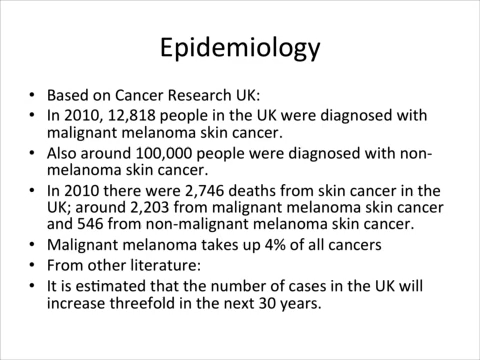 Epidemiology
• Based on Cancer Research UK:
• In 2010, 12,818 people in the UK were diagnosed with
malignant melanoma skin cancer.
• Also around 100,000 people were diagnosed with non-
melanoma skin cancer.
• In 2010 there were 2,746 deaths from skin cancer in the
UK; around 2,203 from malignant melanoma skin cancer
and 546 from non-malignant melanoma skin cancer.
• Malignant melanoma takes up 4% of all cancers
• From other literature:
• It is estimated that the number of cases in the UK will
increase threefold in the next 30 years.